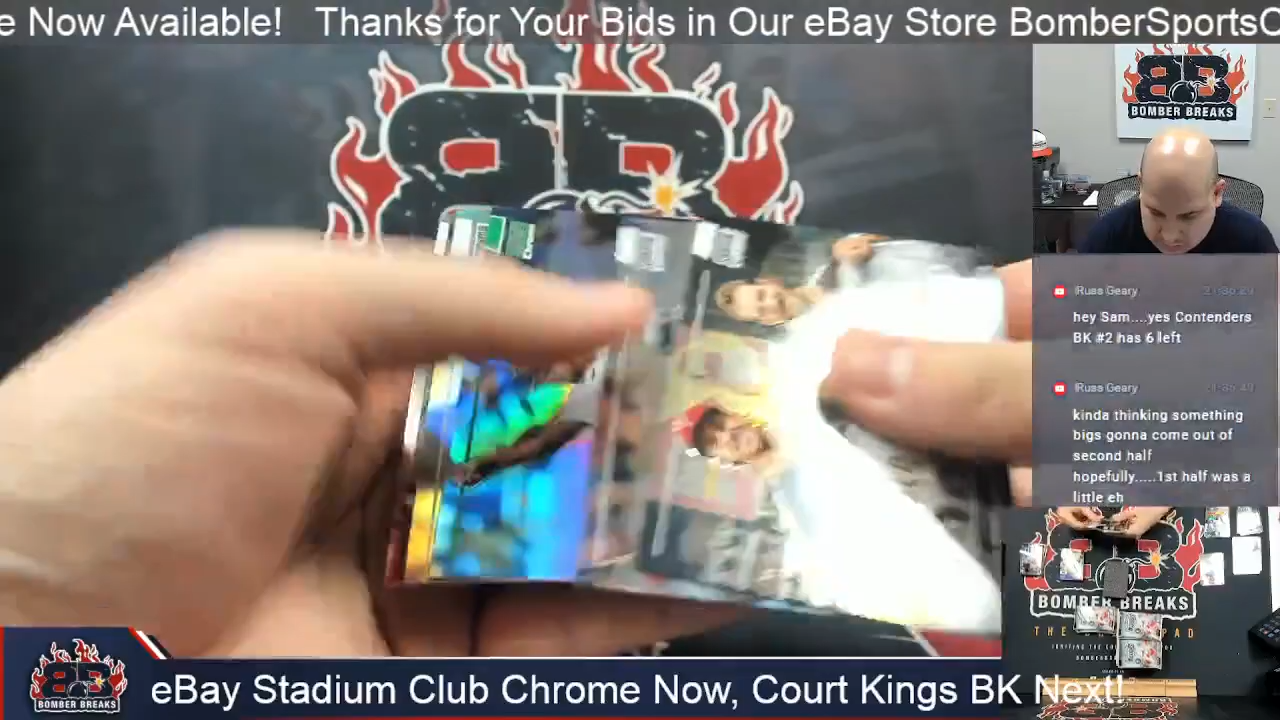 e Now Available!   Thanks for Your Bids in Our eBay Store BomberSportsC
BOMBER BREAKS
Russ Geary
hey Sam....yes Contenders
BK #2 has 6 left
Russ Geary
kinda thinking something
bigs gonna come out of
second half
hopefully.....1st half was a
little eh
BOMBER BREAKS
BOMBER BREAKS
eBay Stadium Club Chrome Now, Court Kings BK Next!